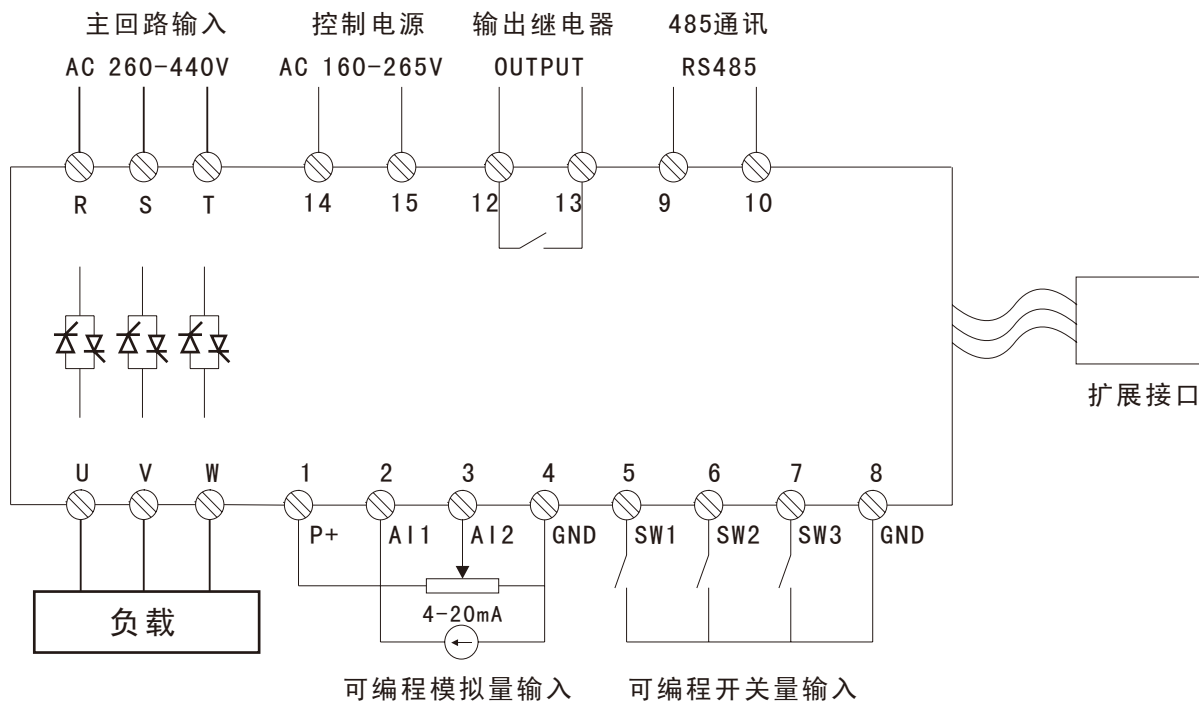 主回路输入 控制电源 输出继电器 485通讯
AC 260-440V AC 160-265V OUTPUT RS485
R S T 14 15 12 13 9 10
扩展接口
U V W 1 2 3 4 5 6 7 8
P+ AI1 AI2 GND SW1 SW2 SW3 GND
4-20mA
负载
可编程模拟量输入 可编程开关量输入